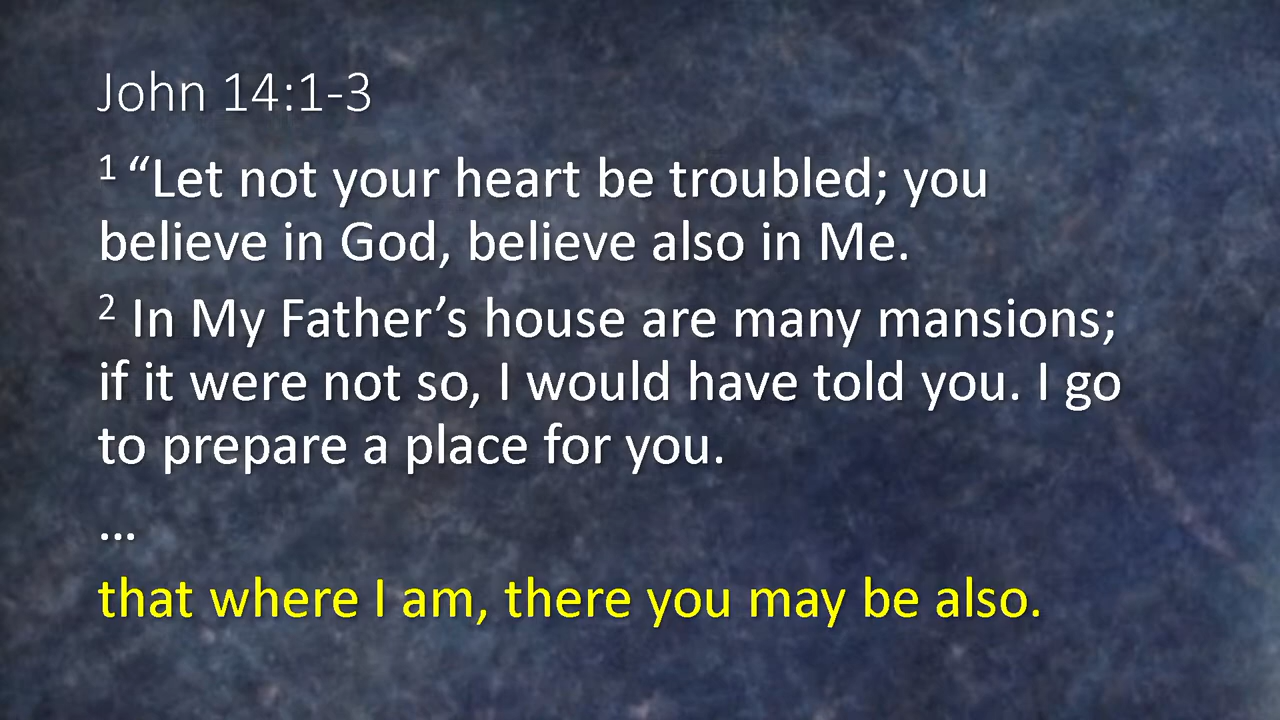 John 14:1-3
1 “Let not your heart be troubled; you
believe in God, believe also in Me.
2 In My Father’s house are many mansions;
if it were not so, I would have told you. I go
to prepare a place for you.
…
that where I am, there you may be also.